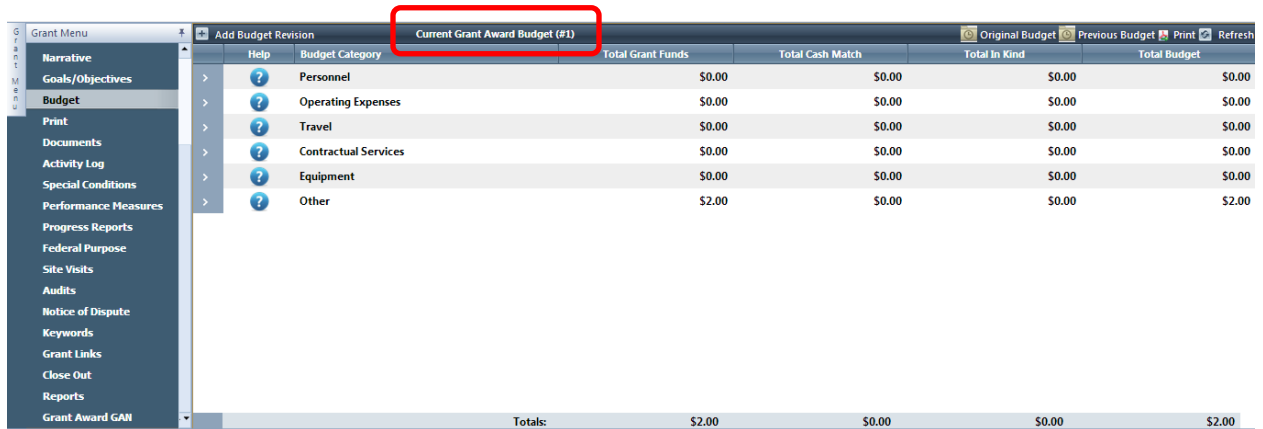 Grant Menu
Grant Menu
Narrative
Goals/Objectives
Budget
Print
Documents
Activity Log
Special Conditions
Performance Measures
Progress Reports
Federal Purpose
Site Visits
Audits
Notice of Dispute
Keywords
Grant Links
Close Out
Reports
Grant Award GAN
Add Budget Revision Current Grant Award Budget (#1) Original Budget Previous Budget Print Refresh
Help Budget Category Total Grant Funds Total Cash Match Total In Kind Total Budget
> ? Personnel $0.00 $0.00 $0.00 $0.00
> ? Operating Expenses $0.00 $0.00 $0.00 $0.00
> ? Travel $0.00 $0.00 $0.00 $0.00
> ? Contractual Services $0.00 $0.00 $0.00 $0.00
> ? Equipment $0.00 $0.00 $0.00 $0.00
> ? Other $2.00 $0.00 $0.00 $2.00
Totals: $2.00 $0.00 $0.00 $2.00